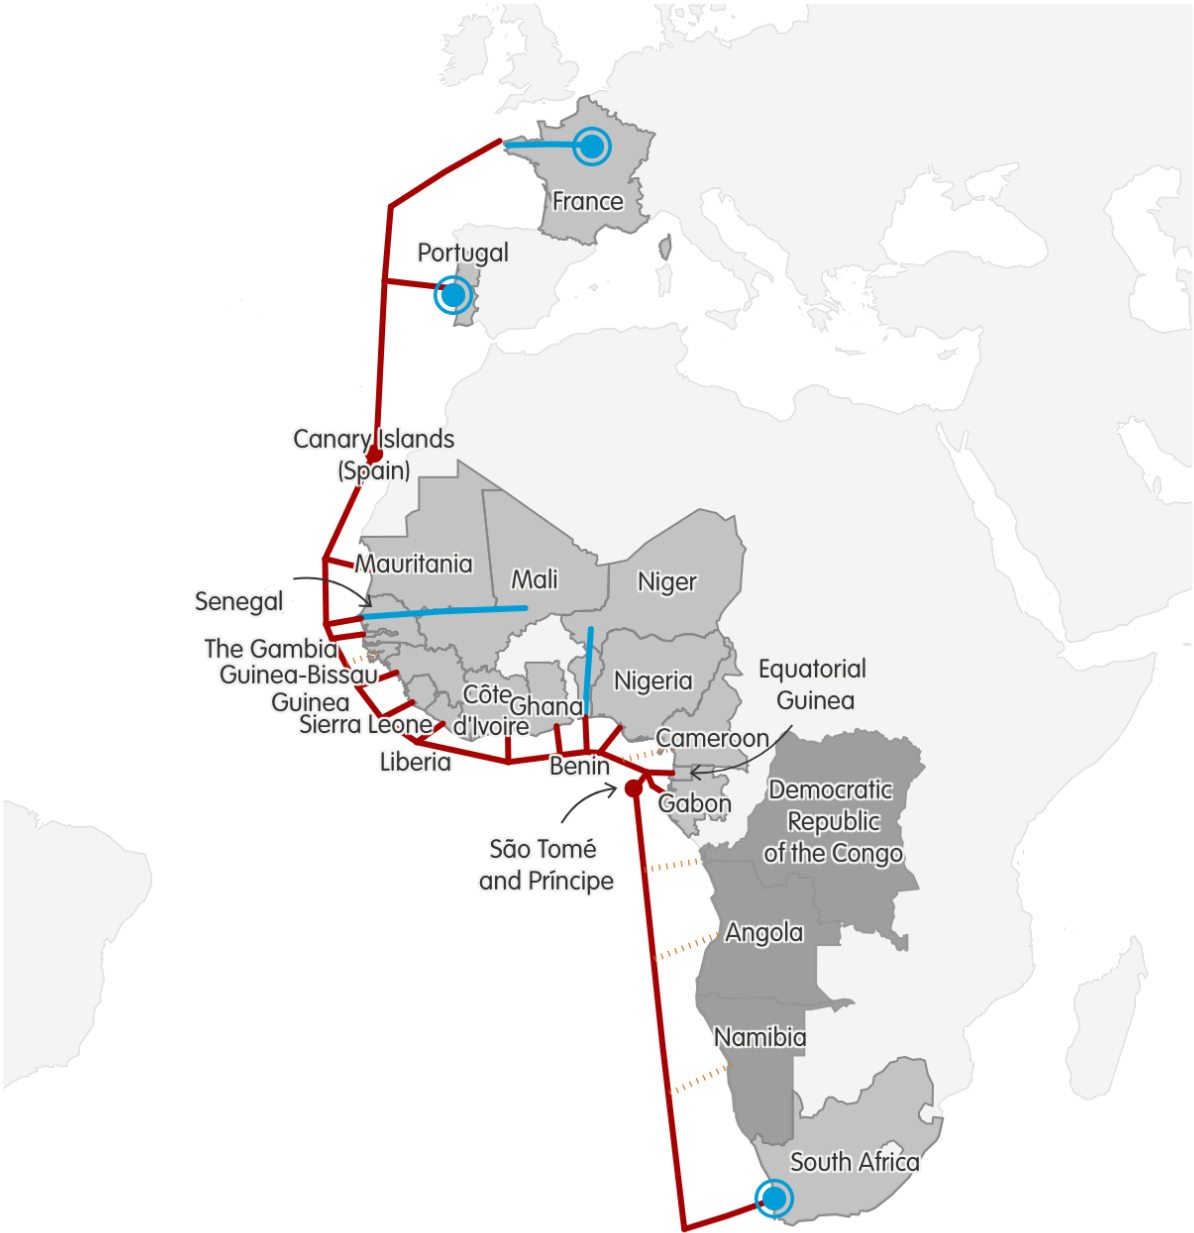 France
Portugal
Canary Islands
(Spain)
Mauritania
Mali
Niger
Senegal
The Gambia
Guinea-Bissau
Guinea
Sierra Leone
Liberia
Côte
d'Ivoire
Ghana
Benin
Nigeria
Equatorial
Guinea
Cameroon
Gabon
São Tomé
and Príncipe
Democratic
Republic
of the Congo
Angola
Namibia
South Africa